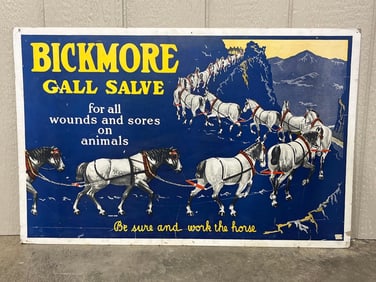 BICKMORE
GALL SALVE
for all
wounds and sores
on
animals
Be sure and work the horse